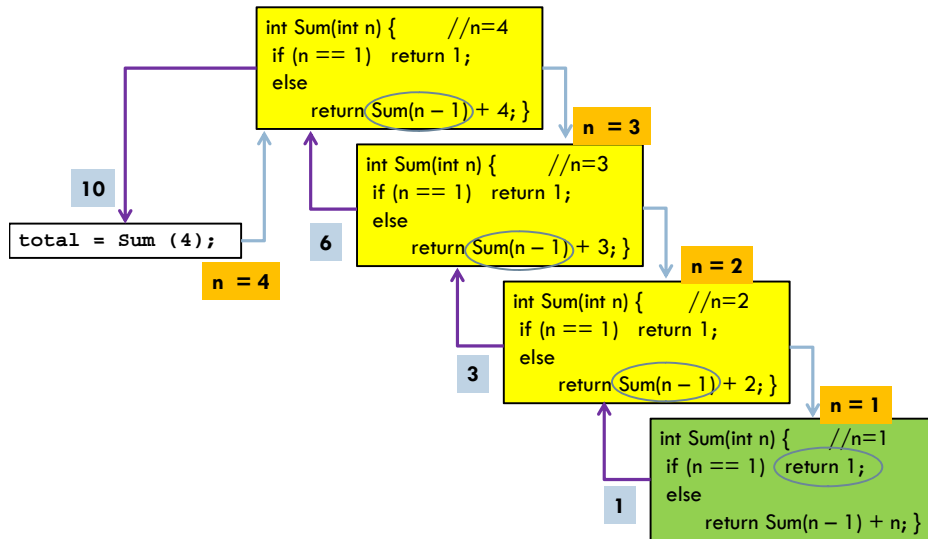 int Sum(int n) { //n=4
if (n == 1) return 1;
else
return Sum(n – 1) + 4; }
n = 3
int Sum(int n) { //n=3
if (n == 1) return 1;
else
return Sum(n – 1) + 3; }
10
total = Sum (4);
n = 4
6
n = 2
int Sum(int n) { //n=2
if (n == 1) return 1;
else
return Sum(n – 1) + 2; }
3
n = 1
int Sum(int n) { //n=1
if (n == 1) return 1;
else
return Sum(n – 1) + n; }
1